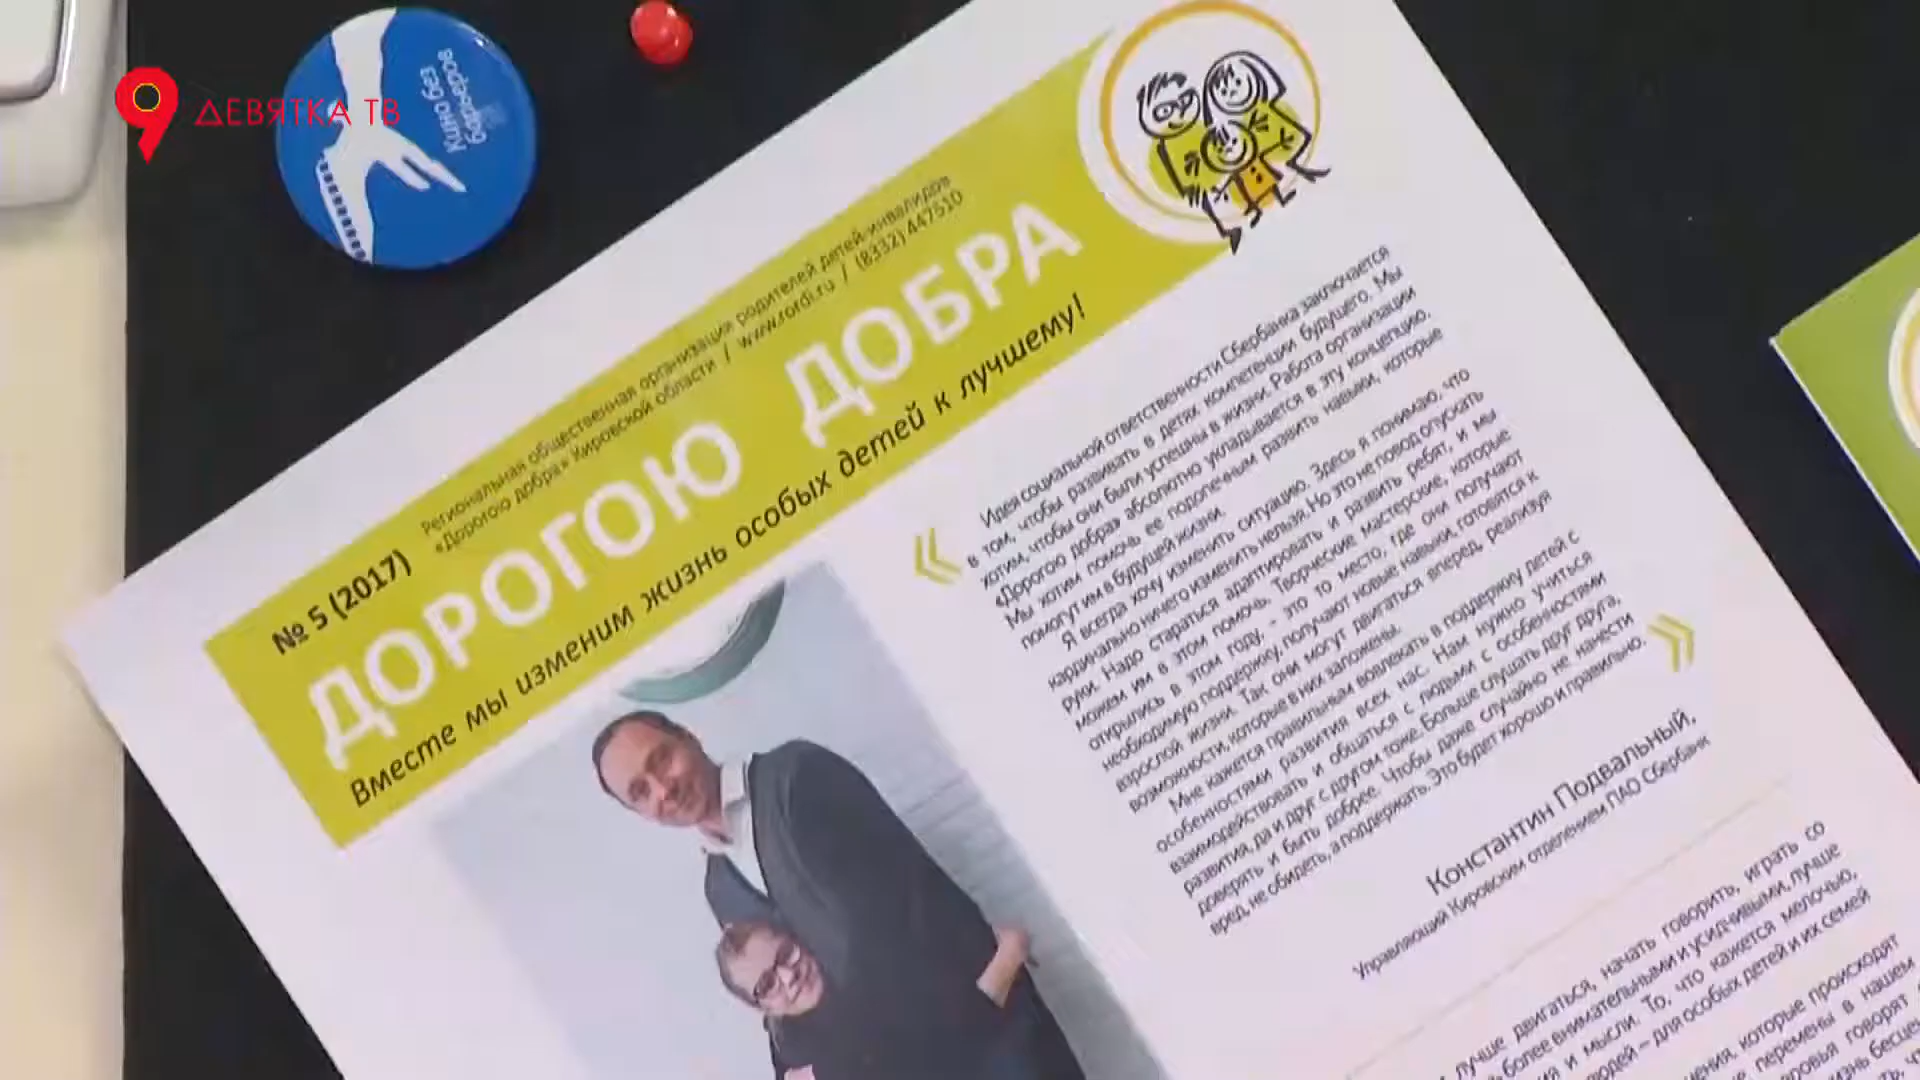 ДЕВЯТКА ТВ
Кино без
барьеров
Региональная общественная организация родителей детей-инвалидов
«Дорогою добра» Кировской области / www.rordi.ru / (8332) 447510
№ 5 (2017)
ДОРОГОЮ ДОБРА
Вместе мы изменим жизнь особых детей к лучшему!
Идея социальной ответственности Сбербанка заключается
в том, чтобы развивать в детях компетенции будущего. Мы
хотим, чтобы они были успешны в жизни. Работа организации
«Дорогою добра» абсолютно укладывается в эту концепцию.
Мы хотим помочь ее подопечным развить навыки, которые
помогут им в будущей жизни.
Я всегда хочу изменить ситуацию. Здесь я понимаю, что
кардинально ничего изменить нельзя. Но это не повод опускать
руки. Надо стараться адаптировать и развить ребят, и мы
можем им в этом помочь. Творческие мастерские, которые
открылись в этом году, - это то место, где они получают
необходимую поддержку, получают новые навыки, готовятся к
взрослой жизни. Так они могут двигаться вперед, реализуя
возможности, которые в них заложены.
Мне кажется правильным вовлекать в поддержку детей с
особенностями развития всех нас. Нам нужно учиться
взаимодействовать и общаться с людьми с особенностями
развития, да и друг с другом тоже. Больше слушать друг друга,
доверять и быть добрее. Чтобы даже случайно не нанести
вред, не обидеть, а поддержать. Это будет хорошо и правильно.
Константин Подвальный,
Управляющий Кировским отделением ПАО Сбербанк
лучше двигаться, начать говорить, играть со
более внимательными и усидчивыми, лучше
и мысли. То, что кажется мелочью,
людей – для особых детей и их семей
которые происходят
перемены в нашем
говорят